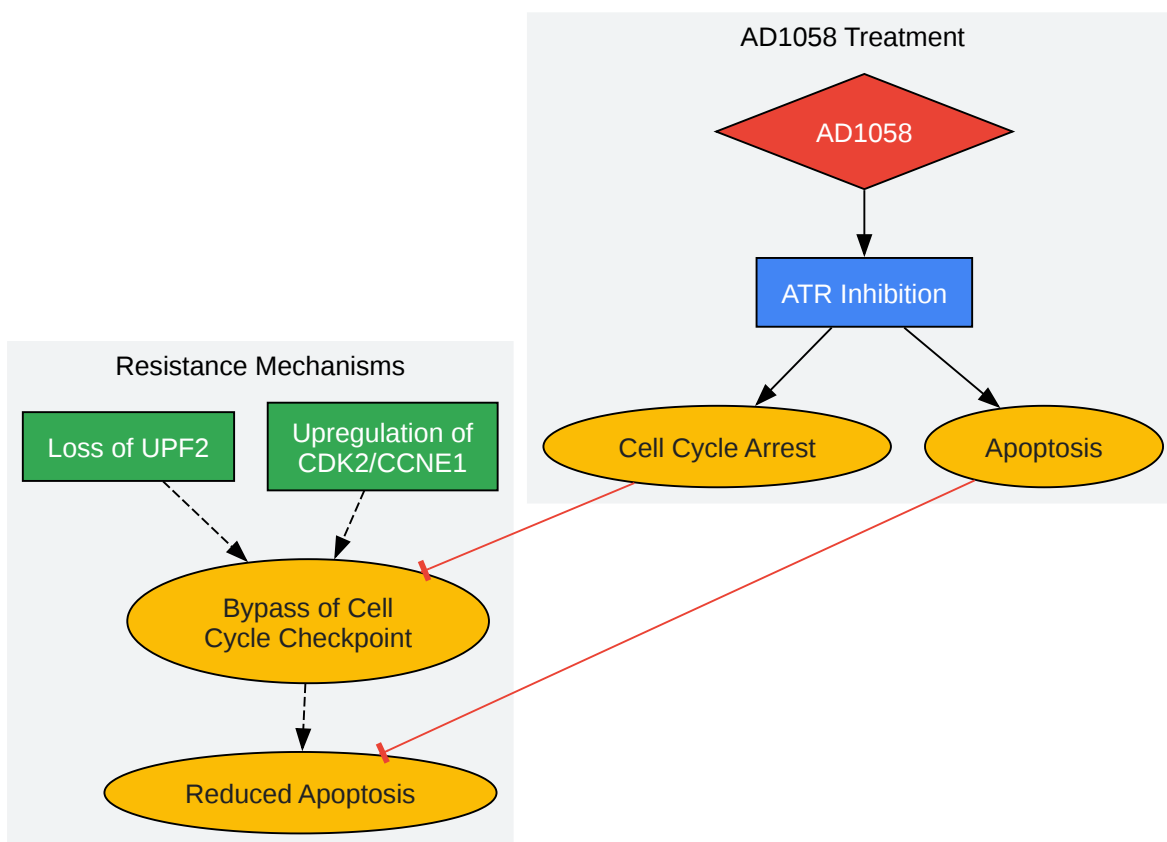 AD1058 Treatment
AD1058
ATR Inhibition
Resistance Mechanisms
Loss of UPF2
Upregulation of
CDK2/CCNE1
Cell Cycle Arrest
Apoptosis
Bypass of Cell
Cycle Checkpoint
Reduced Apoptosis